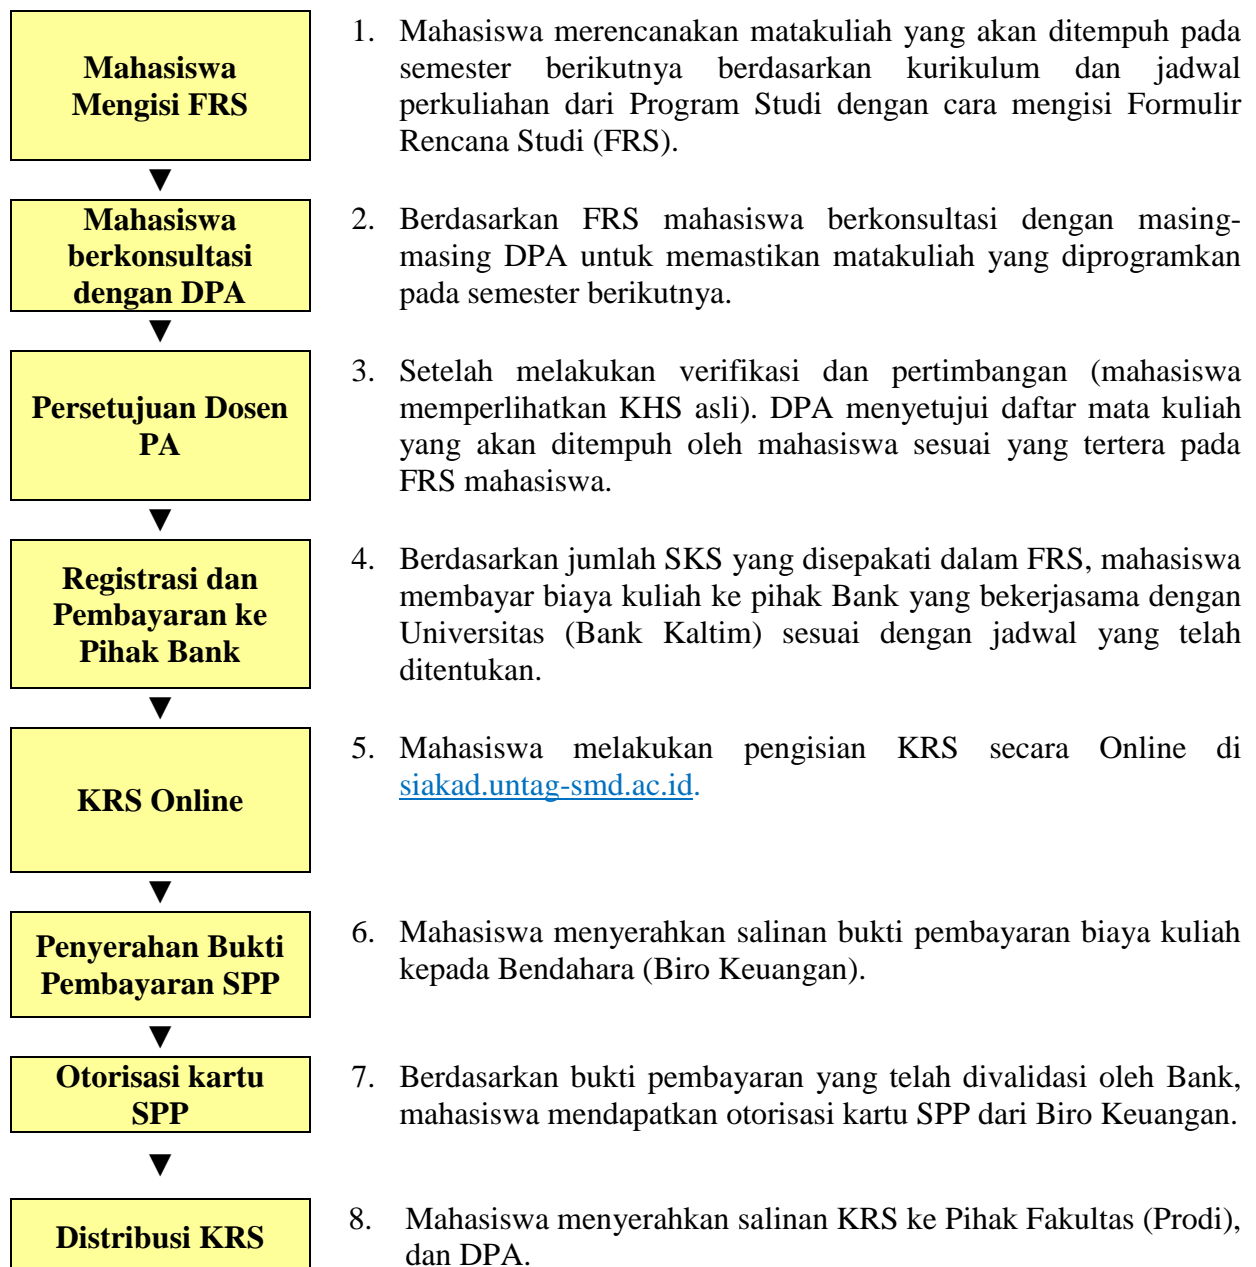 Mahasiswa
Mengisi FRS
1. Mahasiswa merencanakan matakuliah yang akan ditempuh pada
semester berikutnya berdasarkan kurikulum dan jadwal
perkuliahan dari Program Studi dengan cara mengisi Formulir
Rencana Studi (FRS).
▼
Mahasiswa
berkonsultasi
dengan DPA
2. Berdasarkan FRS mahasiswa berkonsultasi dengan masing-
masing DPA untuk memastikan matakuliah yang diprogramkan
pada semester berikutnya.
▼
Persetujuan Dosen
PA
3. Setelah melakukan verifikasi dan pertimbangan (mahasiswa
memperlihatkan KHS asli). DPA menyetujui daftar mata kuliah
yang akan ditempuh oleh mahasiswa sesuai yang tertera pada
FRS mahasiswa.
▼
Registrasi dan
Pembayaran ke
Pihak Bank
4. Berdasarkan jumlah SKS yang disepakati dalam FRS, mahasiswa
membayar biaya kuliah ke pihak Bank yang bekerjasama dengan
Universitas (Bank Kaltim) sesuai dengan jadwal yang telah
ditentukan.
▼
KRS Online
5. Mahasiswa melakukan pengisian KRS secara Online di
siakad.untag-smd.ac.id.
▼
Penyerahan Bukti
Pembayaran SPP
6. Mahasiswa menyerahkan salinan bukti pembayaran biaya kuliah
kepada Bendahara (Biro Keuangan).
▼
Otorisasi kartu
SPP
7. Berdasarkan bukti pembayaran yang telah divalidasi oleh Bank,
mahasiswa mendapatkan otorisasi kartu SPP dari Biro Keuangan.
▼
Distribusi KRS
8. Mahasiswa menyerahkan salinan KRS ke Pihak Fakultas (Prodi),
dan DPA.